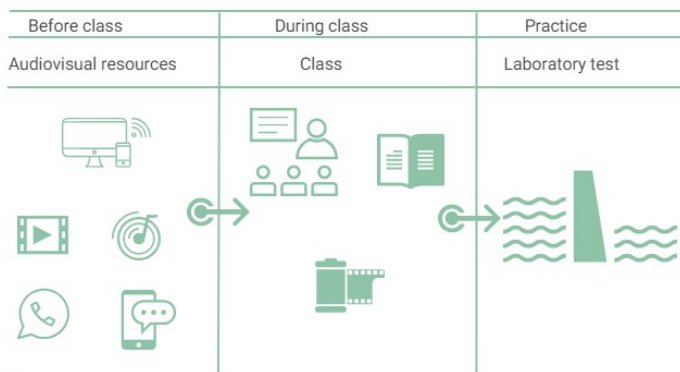 Before class
During class
Practice
Audiovisual resources
Class
Laboratory test